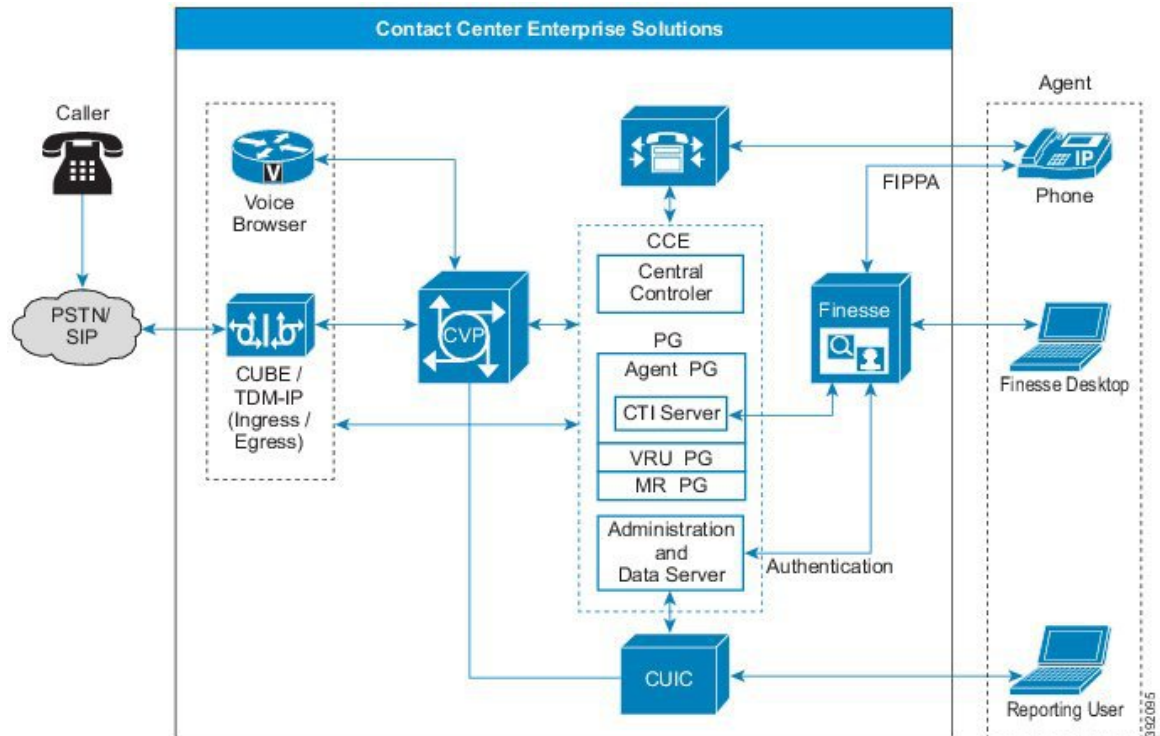 Contact Center Enterprise Solutions
Caller
PSTN/
SIP
V
Voice
Browser
CUBE /
TDM-IP
(Ingress /
Egress)
CVP
CCE
Central
Controler
PG
Agent PG
CTI Server
VRU PG
MR PG
Administration
and
Data Server
CUIC
FIPPA
Finesse
Authentication
Agent
IP
Phone
Finesse Desktop
Reporting User
392095